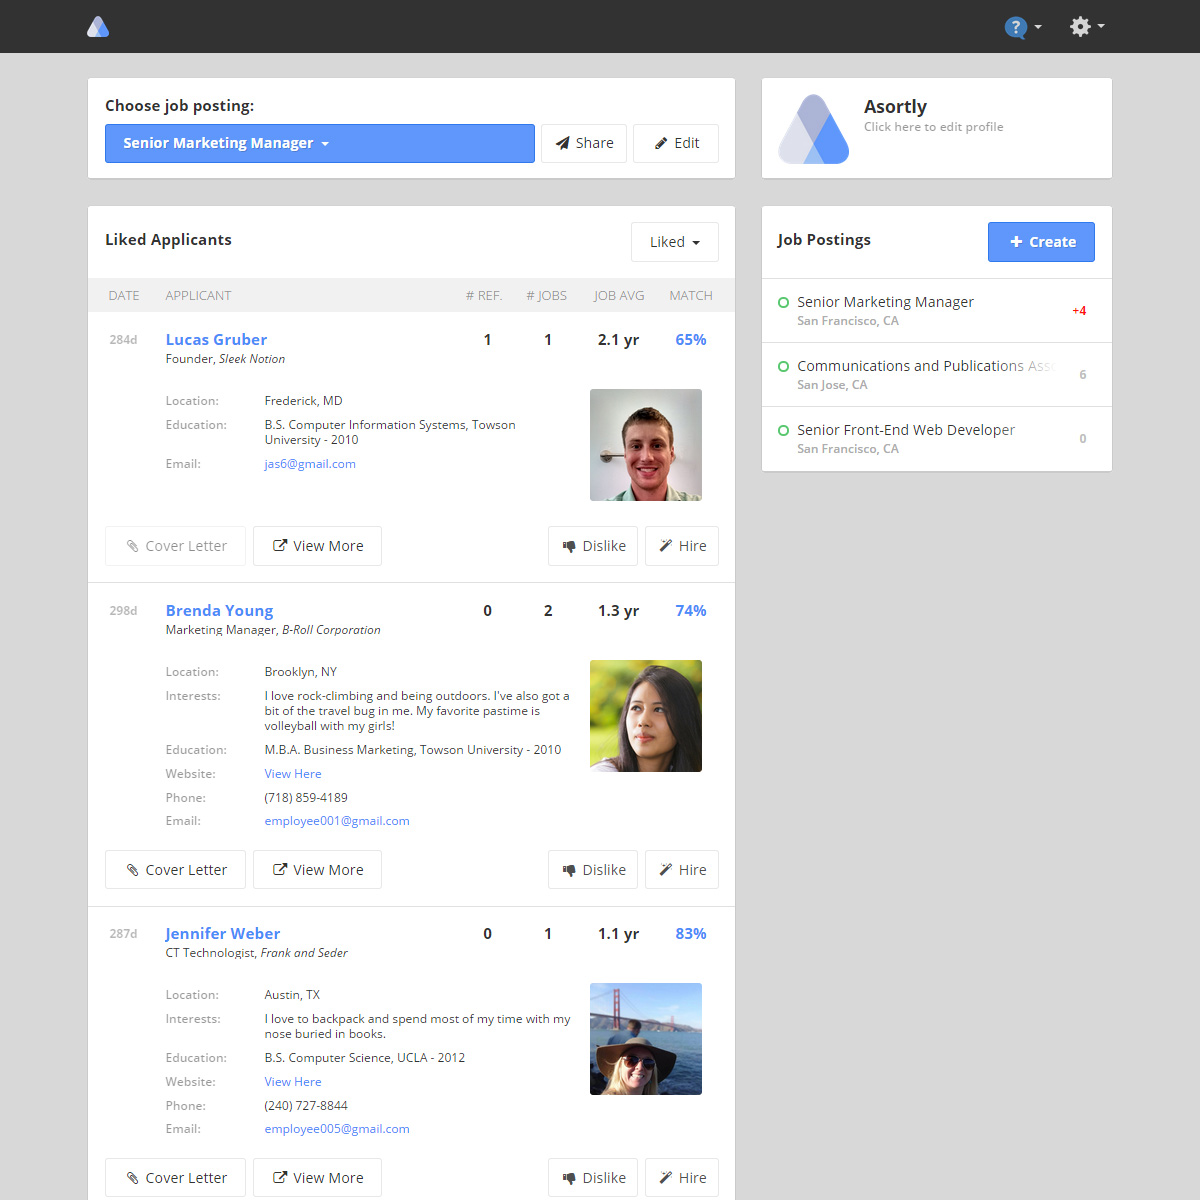 ?
Choose job posting:
Senior Marketing Manager
Share
Edit
Asortly
Click here to edit profile
Liked Applicants
Liked
DATE APPLICANT # REF. # JOBS JOB AVG MATCH
284d Lucas Gruber 1 1 2.1 yr 65%
Founder, Sleek Notion
Location: Frederick, MD
Education: B.S. Computer Information Systems, Towson
University - 2010
Email: jas6@gmail.com
Cover Letter View More Dislike Hire
298d Brenda Young 0 2 1.3 yr 74%
Marketing Manager, B-Roll Corporation
Location: Brooklyn, NY
Interests: I love rock-climbing and being outdoors. I've also got a
bit of the travel bug in me. My favorite pastime is
volleyball with my girls!
Education: M.B.A. Business Marketing, Towson University - 2010
Website: View Here
Phone: (718) 859-4189
Email: employee001@gmail.com
Cover Letter View More Dislike Hire
287d Jennifer Weber 0 1 1.1 yr 83%
CT Technologist, Frank and Seder
Location: Austin, TX
Interests: I love to backpack and spend most of my time with my
nose buried in books.
Education: B.S. Computer Science, UCLA - 2012
Website: View Here
Phone: (240) 727-8844
Email: employee005@gmail.com
Cover Letter View More Dislike Hire
Job Postings
+ Create
Senior Marketing Manager
San Francisco, CA
+4
Communications and Publications Asso
San Jose, CA
6
Senior Front-End Web Developer
San Francisco, CA
0